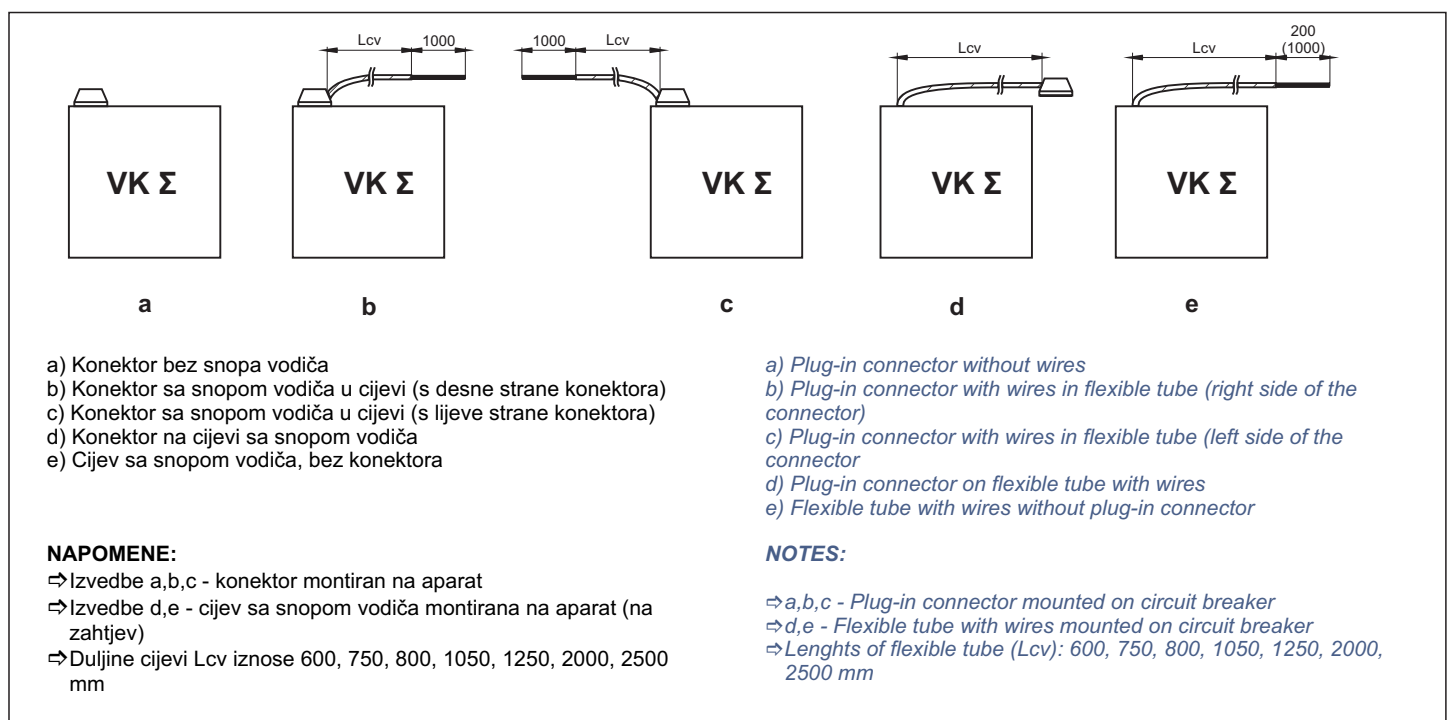 Lcv 1000
1000 Lcv
Lcv
Lcv 200
(1000)
VK Σ
VK Σ
VK Σ
VK Σ
VK Σ
a
b
c
d
e
a) Konektor bez snopa vodiča
b) Konektor sa snopom vodiča u cijevi (s desne strane konektora)
c) Konektor sa snopom vodiča u cijevi (s lijeve strane konektora)
d) Konektor na cijevi sa snopom vodiča
e) Cijev sa snopom vodiča, bez konektora
a) Plug-in connector without wires
b) Plug-in connector with wires in flexible tube (right side of the
connector)
c) Plug-in connector with wires in flexible tube (left side of the
connector
d) Plug-in connector on flexible tube with wires
e) Flexible tube with wires without plug-in connector
NAPOMENE:
⇨Izvedbe a,b,c - konektor montiran na aparat
⇨Izvedbe d,e - cijev sa snopom vodiča montirana na aparat (na
zahtjev)
⇨Duljine cijevi Lcv iznose 600, 750, 800, 1050, 1250, 2000, 2500
mm
NOTES:
⇨a,b,c - Plug-in connector mounted on circuit breaker
⇨d,e - Flexible tube with wires mounted on circuit breaker
⇨Lenghts of flexible tube (Lcv): 600, 750, 800, 1050, 1250, 2000,
2500 mm